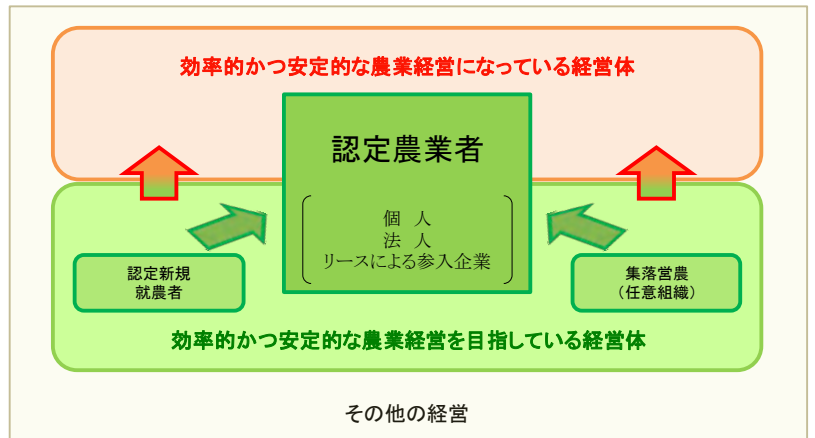 効率的かつ安定的な農業経営になっている経営体
認定農業者
個 人
法 人
リースによる参入企業
認定新規
就農者
集落営農
（任意組織）
効率的かつ安定的な農業経営を目指している経営体
その他の経営